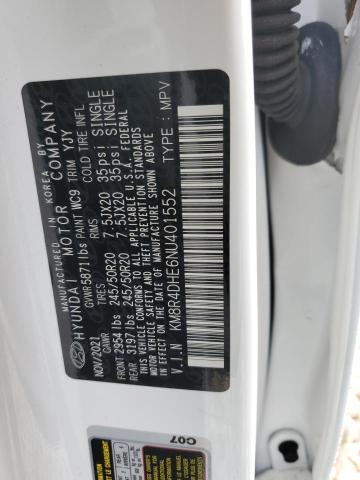 MADE IN KOREA BY
HYUNDAI HYUNDAI MOTOR COMPANY
NOV/2021 GVWR 5871lbs PAINT WC9 TRIM YJY
GAWR TIRES RIMS COLD TIRE INFL.
FRONT 2954lbs 245/50R20 7.5JX20 35psi SINGLE
REAR 3197lbs 245/50R20 7.5JX20 35psi SINGLE
THIS VEHICLE CONFORMS TO ALL APPLICABLE U.S.A. FEDERAL
MOTOR VEHICLE SAFETY, BUMPER, AND THEFT PREVENTION STANDARDS
IN EFFECT ON THE DATE OF MANUFACTURE SHOWN ABOVE.
V.I.N KM8R4DHE6NU401552 TYPE : MPV
C07